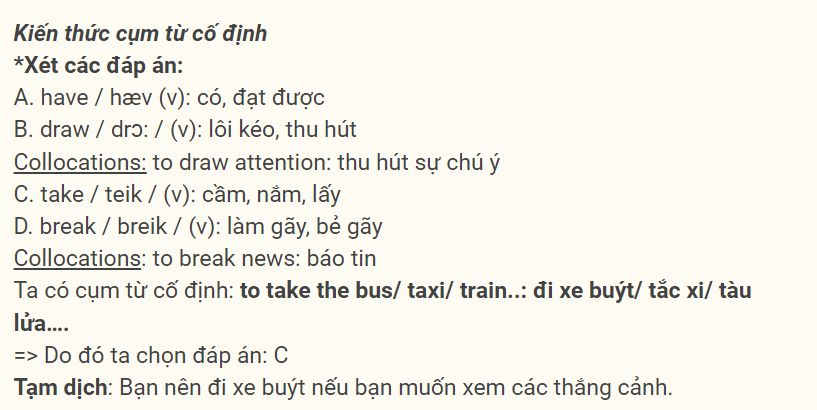 Kiến thức cụm từ cố định
*Xét các đáp án:
A. have / hæv (v): có, đạt được
B. draw / drɔ: / (v): lôi kéo, thu hút
Collocations: to draw attention: thu hút sự chú ý
C. take / teik / (v): cầm, nắm, lấy
D. break / breik / (v): làm gãy, bẻ gãy
Collocations: to break news: báo tin
Ta có cụm từ cố định: to take the bus/ taxi/ train..: đi xe buýt/ tắc xi/ tàu
lửa....
=> Do đó ta chọn đáp án: C
Tạm dịch: Bạn nên đi xe buýt nếu bạn muốn xem các thắng cảnh.